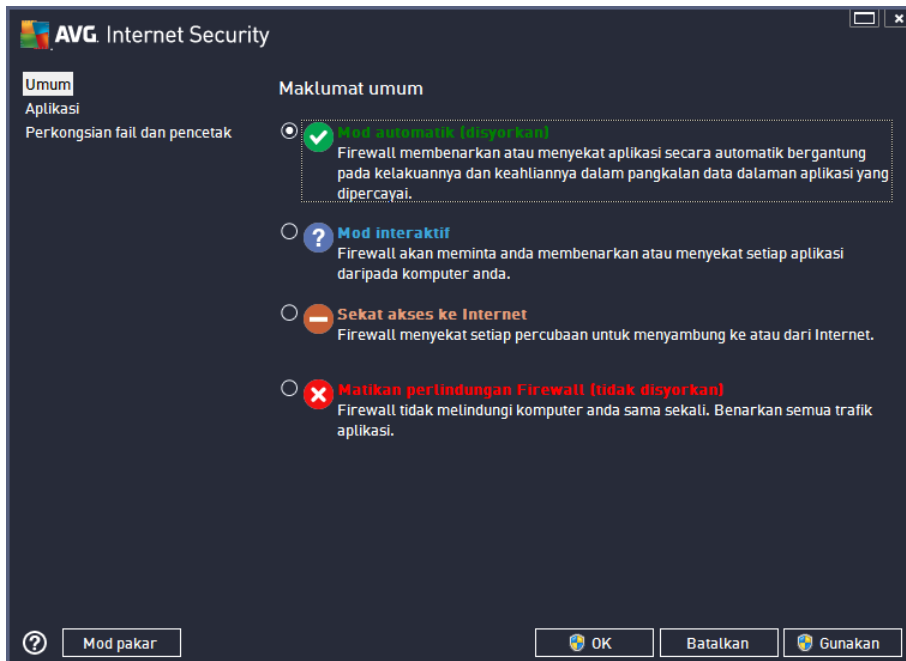 AVG. Internet Security
Umum
Aplikasi
Perkongsian fail dan pencetak
Maklumat umum
Mod automatik (disyorkan)
Firewall membenarkan atau menyekat aplikasi secara automatik bergantung
pada kelakuannya dan keahliannya dalam pangkalan data dalaman aplikasi yang
dipercayai.
Mod interaktif
Firewall akan meminta anda membenarkan atau menyekat setiap aplikasi
daripada komputer anda.
Sekat akses ke Internet
Firewall menyekat setiap percubaan untuk menyambung ke atau dari Internet.
Matikan perlindungan Firewall (tidak disyorkan)
Firewall tidak melindungi komputer anda sama sekali. Benarkan semua trafik
aplikasi.
Mod pakar
OK
Batalkan
Gunakan